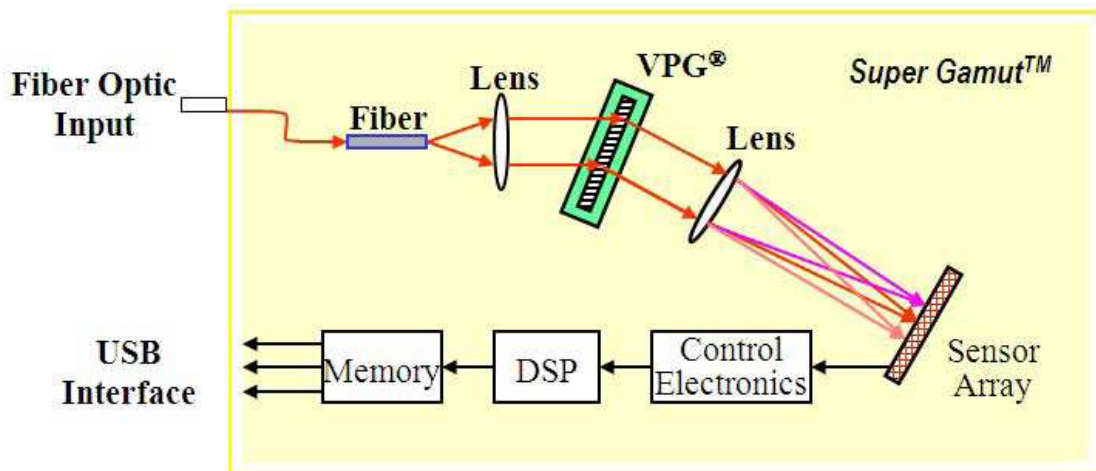 Fiber Optic
Input
Fiber
Lens
VPG®
Super Gamut™
Lens
USB
Interface
Memory
DSP
Control
Electronics
Sensor
Array